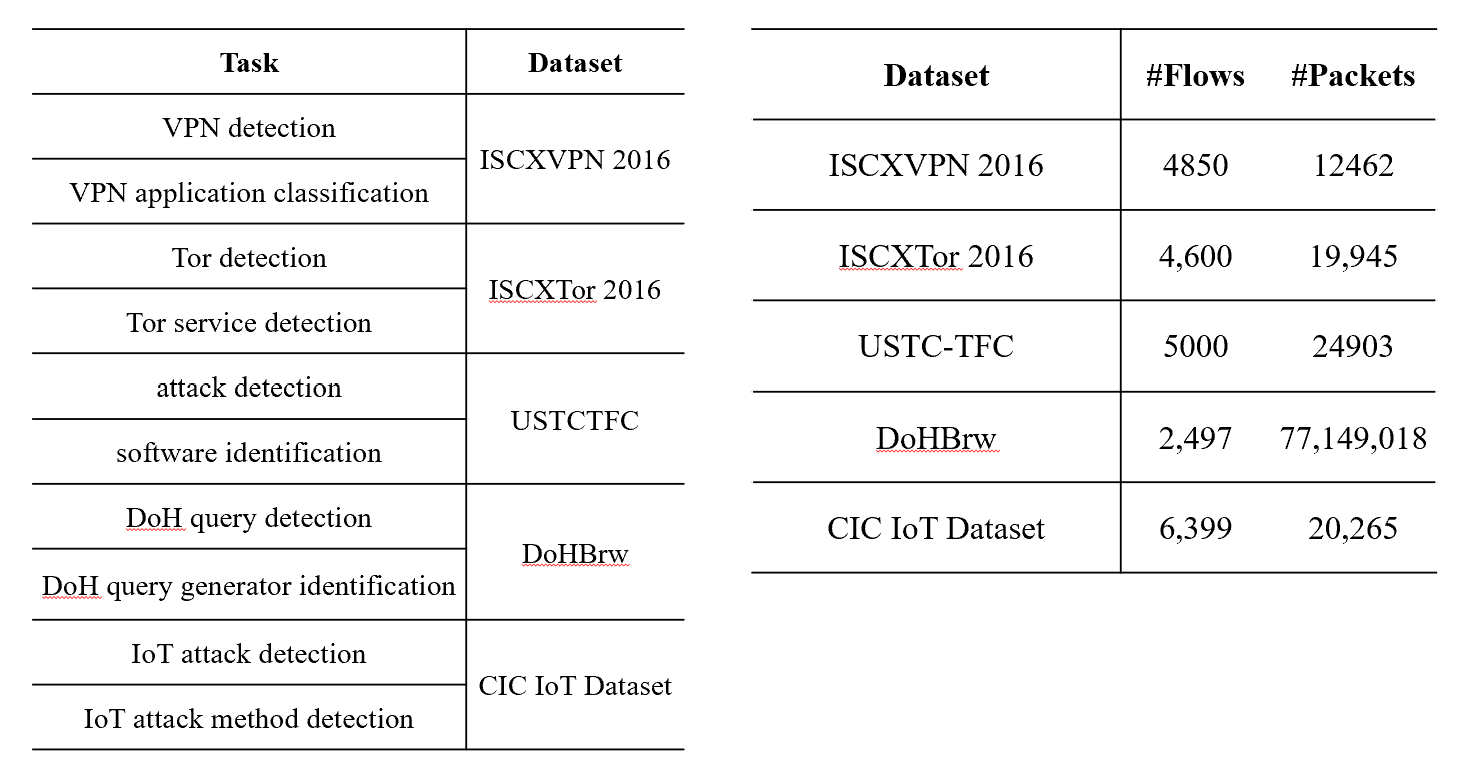 Task Dataset
VPN detection
ISCXVPN 2016
VPN application classification
Tor detection
ISCXTor 2016
Tor service detection
attack detection
USTCTFC
software identification
DoH query detection
DoHBrw
DoH query generator identification
IoT attack detection
CIC IoT Dataset
IoT attack method detection
Dataset #Flows #Packets
ISCXVPN 2016 4850 12462
ISCXTor 2016 4,600 19,945
USTC-TFC 5000 24903
DoHBrw 2,497 77,149,018
CIC IoT Dataset 6,399 20,265